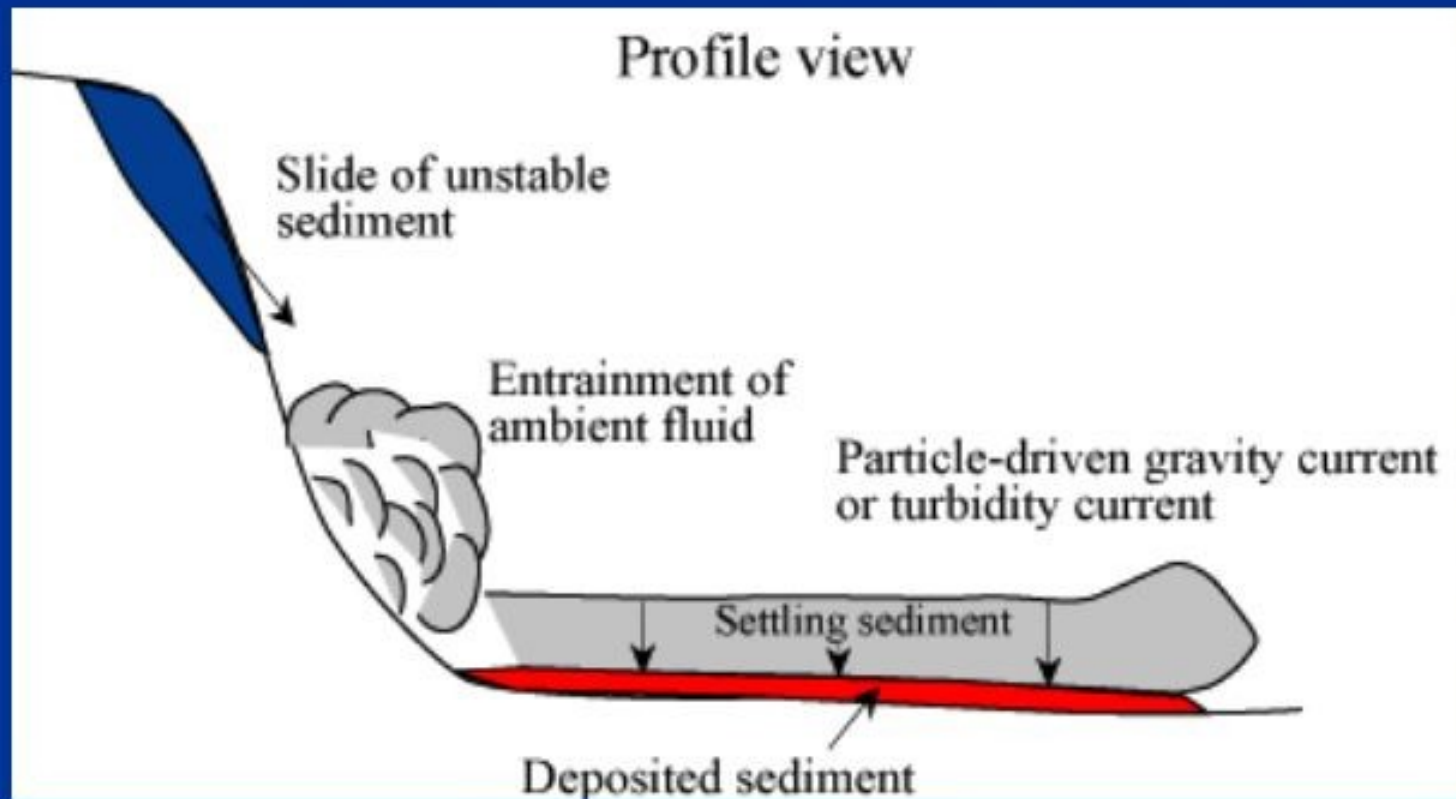 Profile view
Slide of unstable
sediment
Entrainment of
ambient fluid
Particle-driven gravity current
or turbidity current
Settling sediment
Deposited sediment